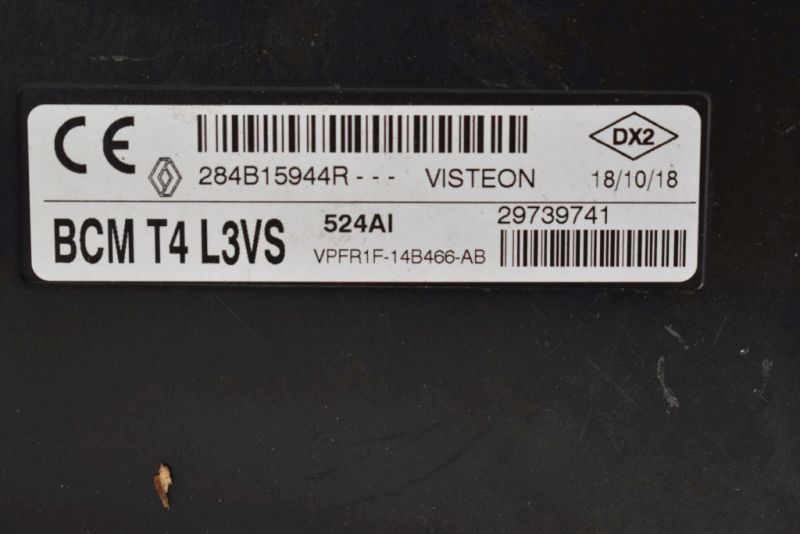 CE
284B15944R - - - VISTEON
DX2
18/10/18
BCM T4 L3VS
524AI
VPFR1F-14B466-AB
29739741